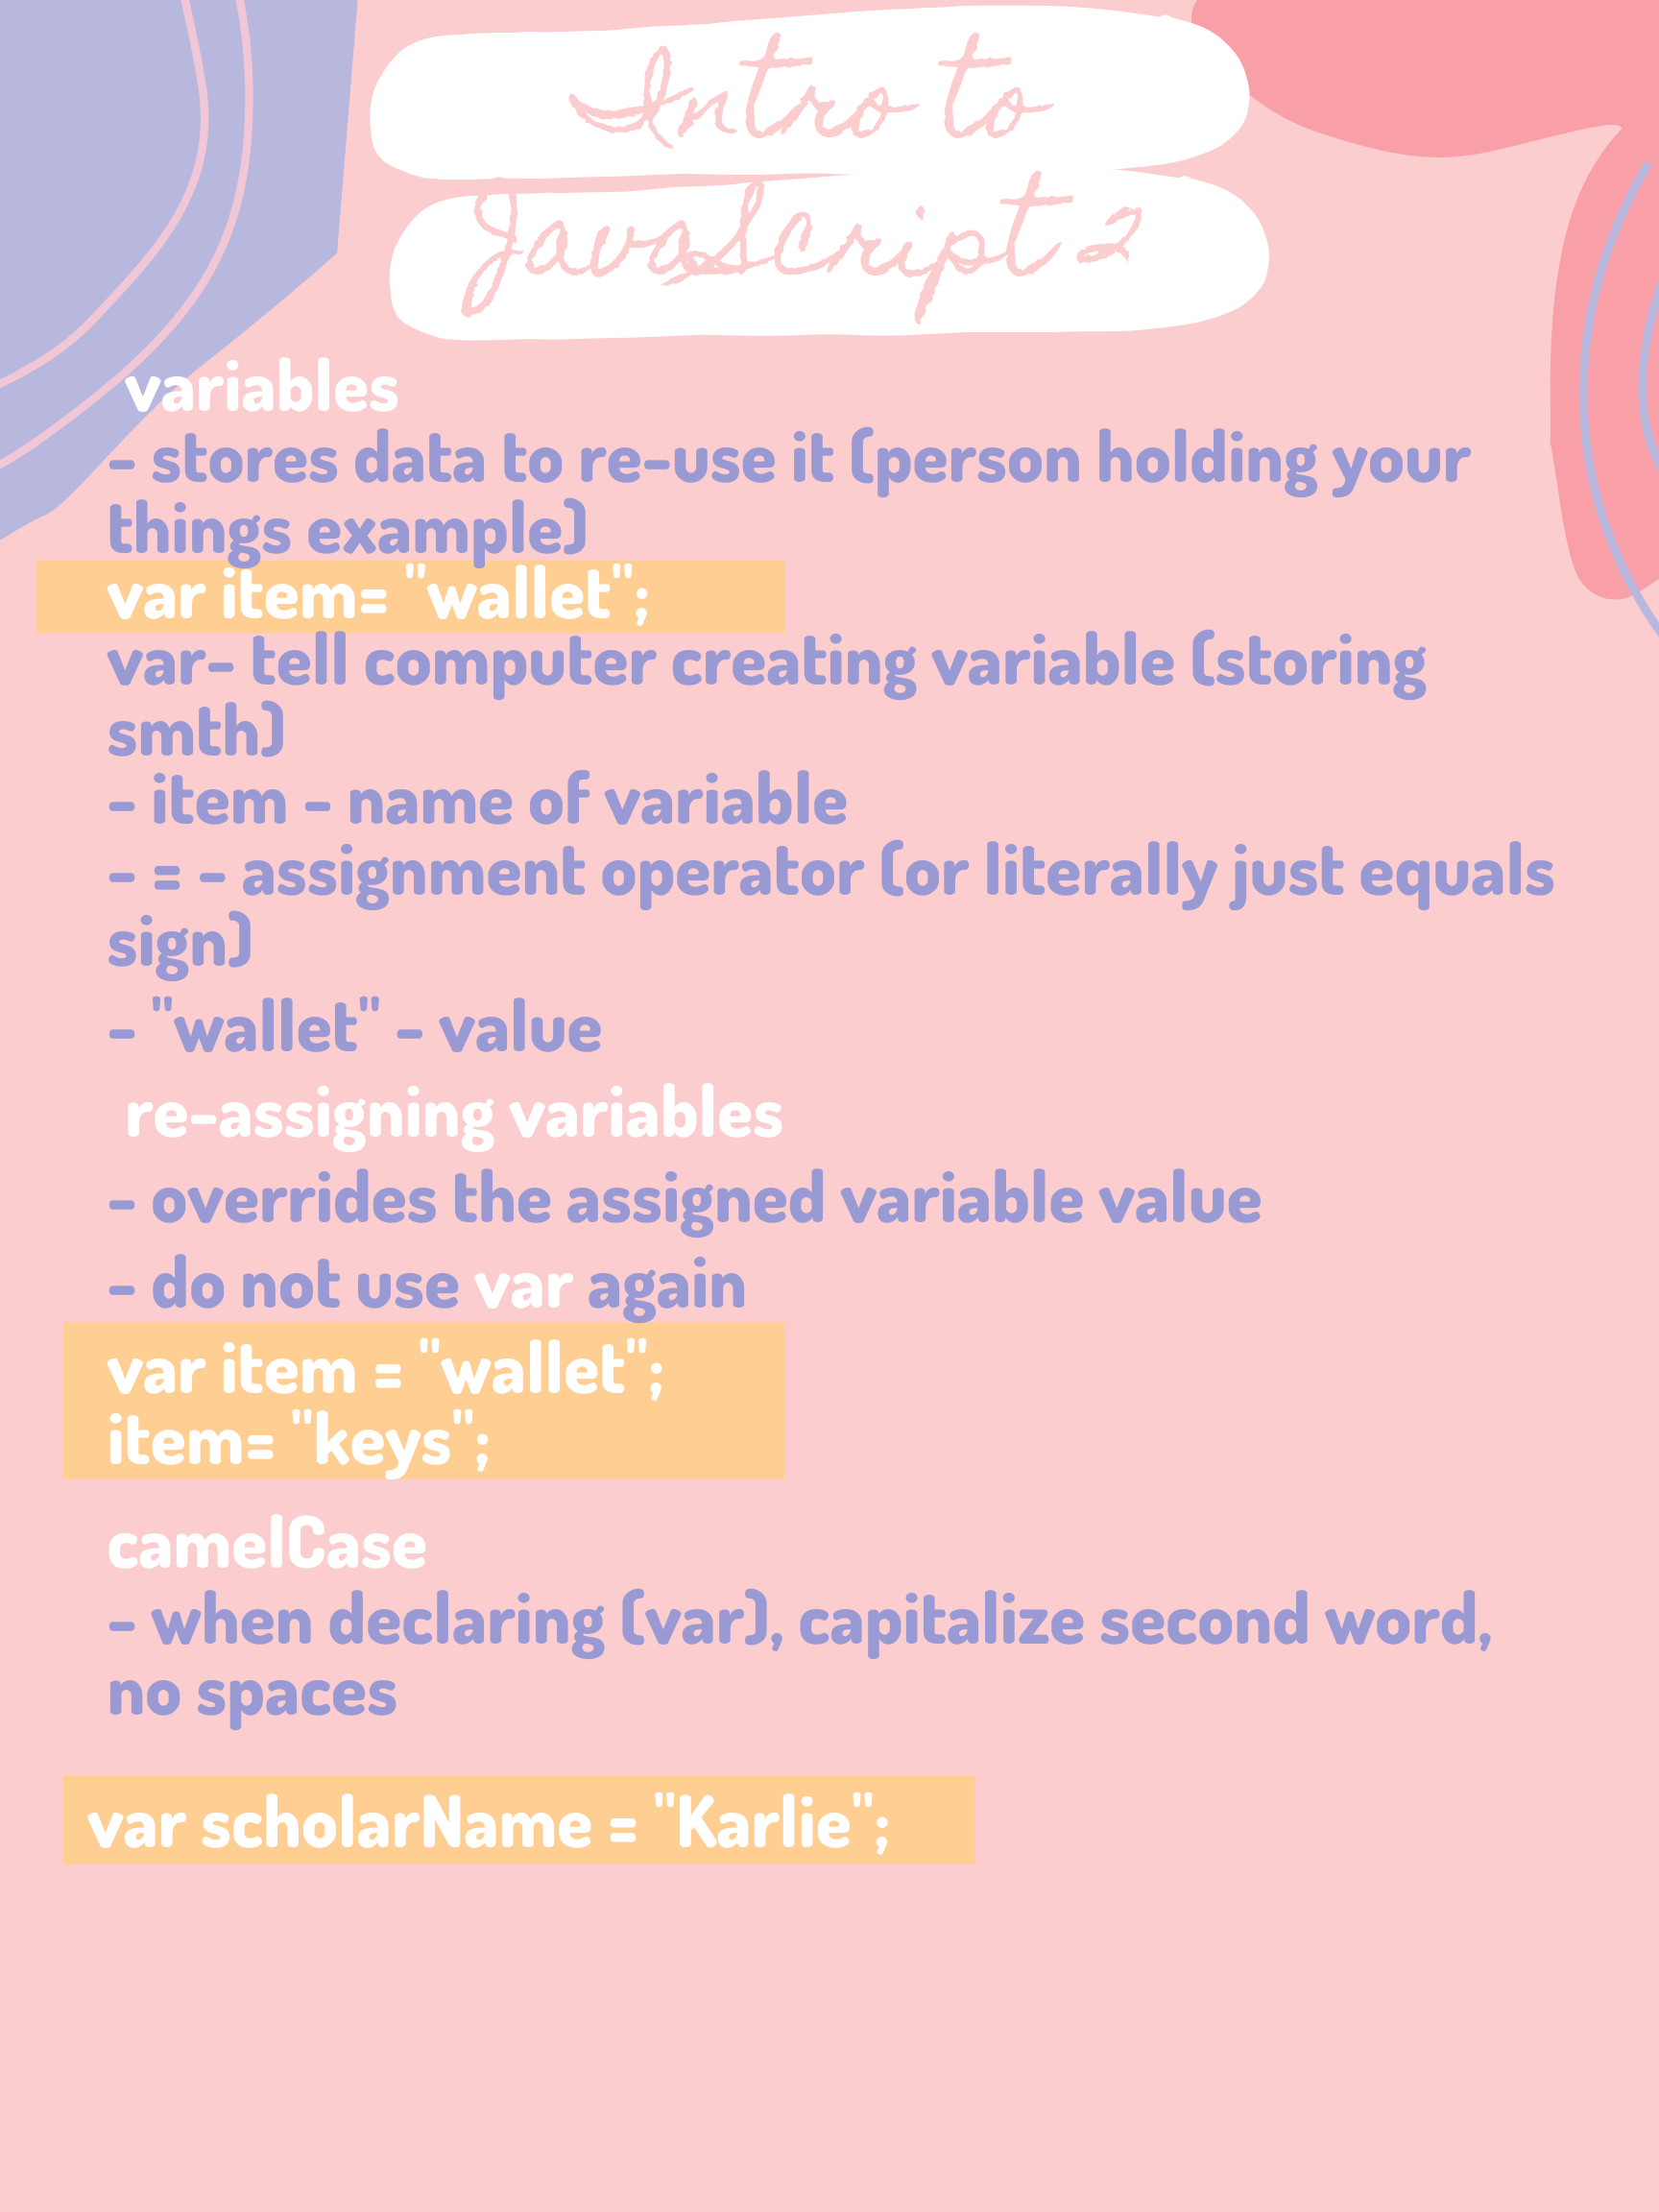 Intro to
JavaScript 2
variables
- stores data to re-use it (person holding your
things example)
var item= "wallet";
var- tell computer creating variable (storing
smth)
- item - name of variable
- = - assignment operator (or literally just equals
sign)
- "wallet" - value
re-assigning variables
- overrides the assigned variable value
- do not use var again
var item = "wallet";
item= "keys";
camelCase
- when declaring (var), capitalize second word,
no spaces
var scholarName = "Karlie";